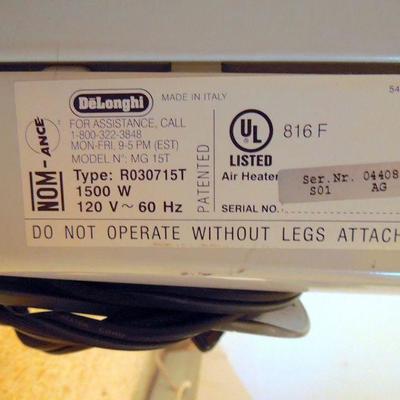 54
DeLonghi
MADE IN ITALY
FOR ASSISTANCE, CALL
1-800-322-3848
MON-FRI, 9-5 PM (EST)
MODEL N°: MG 15T
Type: R030715T
1500 W
120 V ~ 60 Hz
NOM-ANCE
PATENTED
UL
LISTED
816 F
Air Heater
SERIAL NO.
Ser.Nr. 04408
S01 AG
DO NOT OPERATE WITHOUT LEGS ATTACH